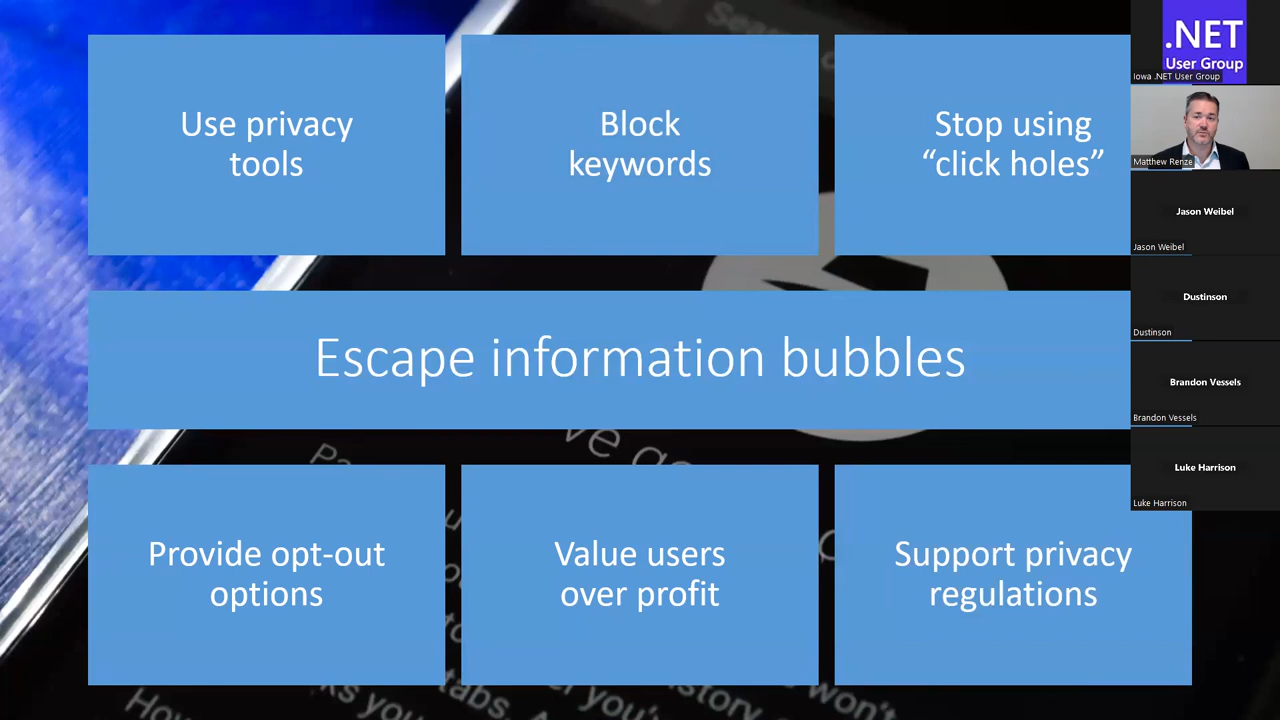 Use privacy
tools
Block
keywords
Stop using
“click holes”
Escape information bubbles
Provide opt-out
options
Value users
over profit
Support privacy
regulations
.NET
User Group
Iowa .NET User Group
Matthew Renze
Jason Weibel
Jason Weibel
Dustinson
Dustinson
Brandon Vessels
Brandon Vessels
Luke Harrison
Luke Harrison